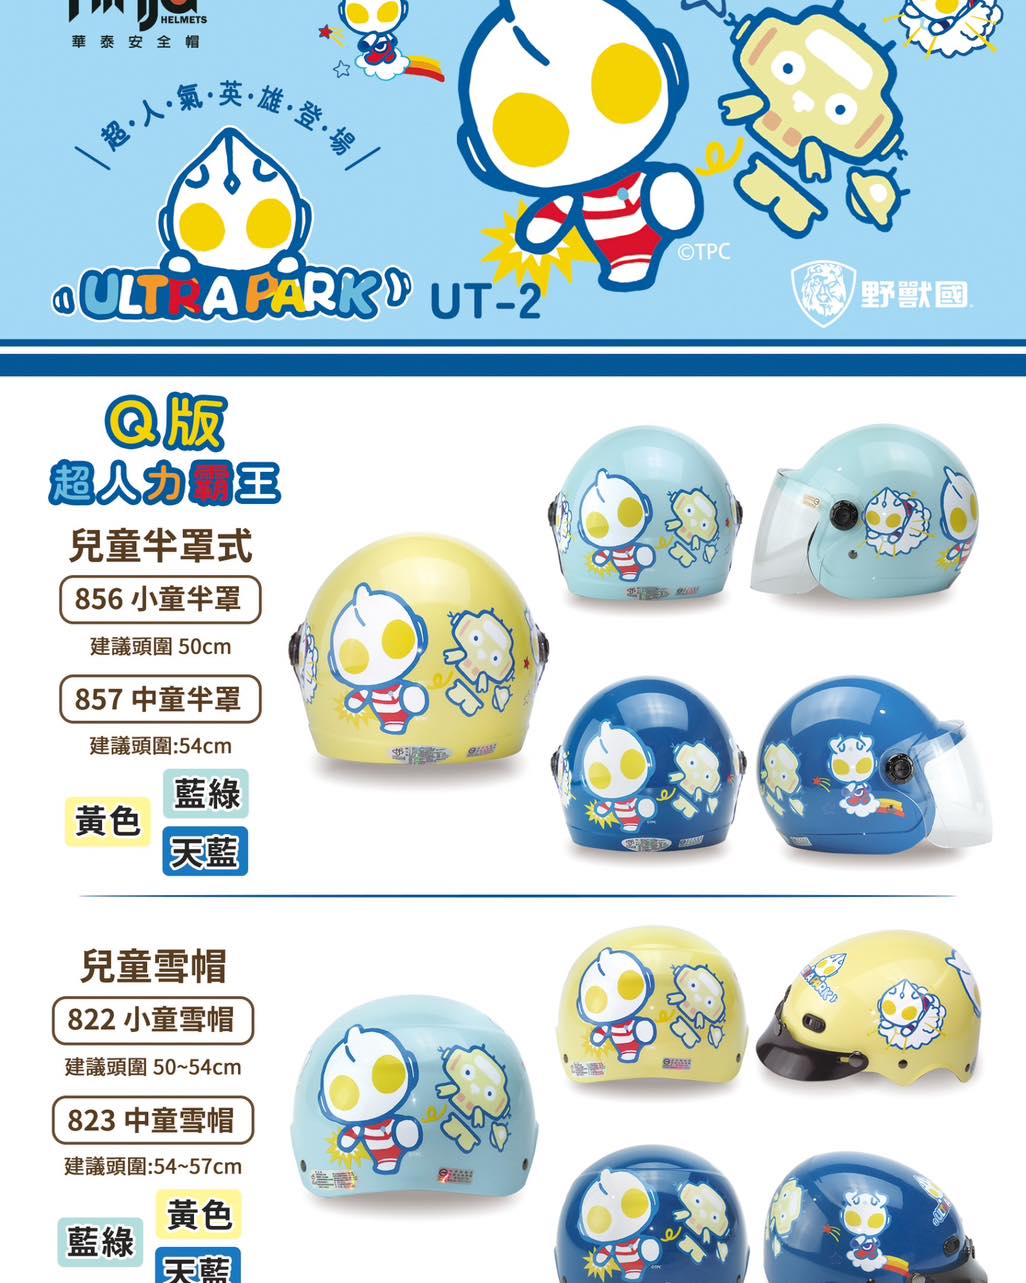 ninja
HELMETS
華泰安全帽
超·人·氣·英·雄·登·場
ULTRA PARK
UT-2
©TPC
野獸國
Q版
超人力霸王
兒童半罩式
856 小童半罩
建議頭圍 50cm
857 中童半罩
建議頭圍:54cm
黃色
藍綠
天藍
兒童雪帽
822 小童雪帽
建議頭圍 50~54cm
823 中童雪帽
建議頭圍:54~57cm
黃色
藍綠
天藍